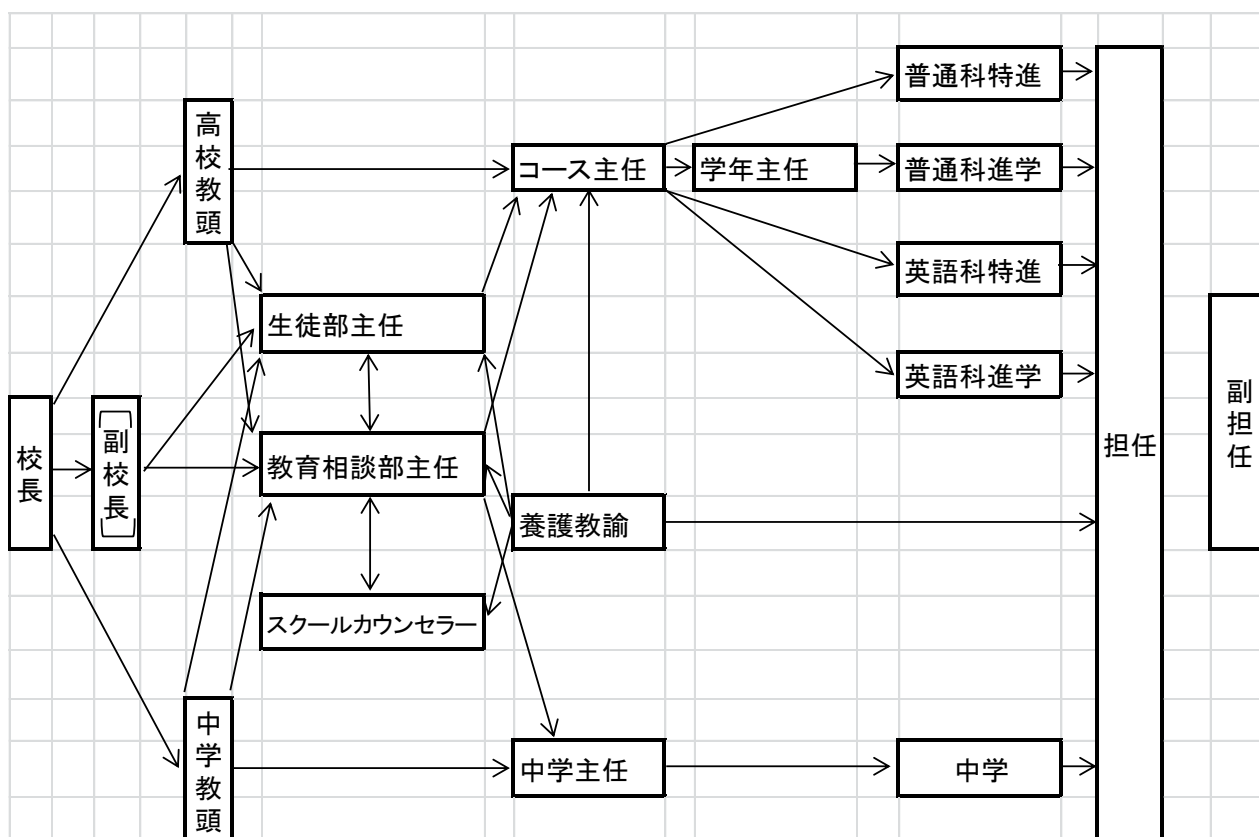 校長
副校長
高校教頭
中学教頭
生徒部主任
教育相談部主任
スクールカウンセラー
コース主任
養護教諭
中学主任
学年主任
普通科特進
普通科進学
英語科特進
英語科進学
中学
担任
副担任